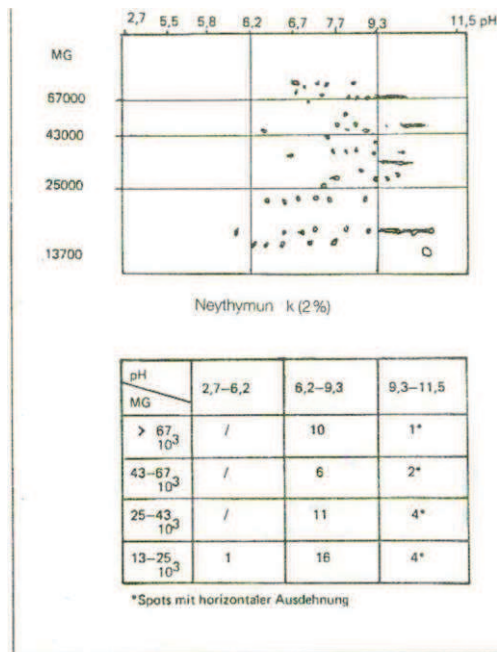 2,7 5,5 5,8 6,2 6,7 7,7 9,3 11,5 pH
MG
67000
43000
25000
13700
Neythymun k (2%)
pH
MG 2,7–6,2 6,2–9,3 9,3–11,5
> 67 10³ / 10 1*
43–67 10³ / 6 2*
25–43 10³ / 11 4*
13–25 10³ 1 16 4*
*Spots mit horizontaler Ausdehnung